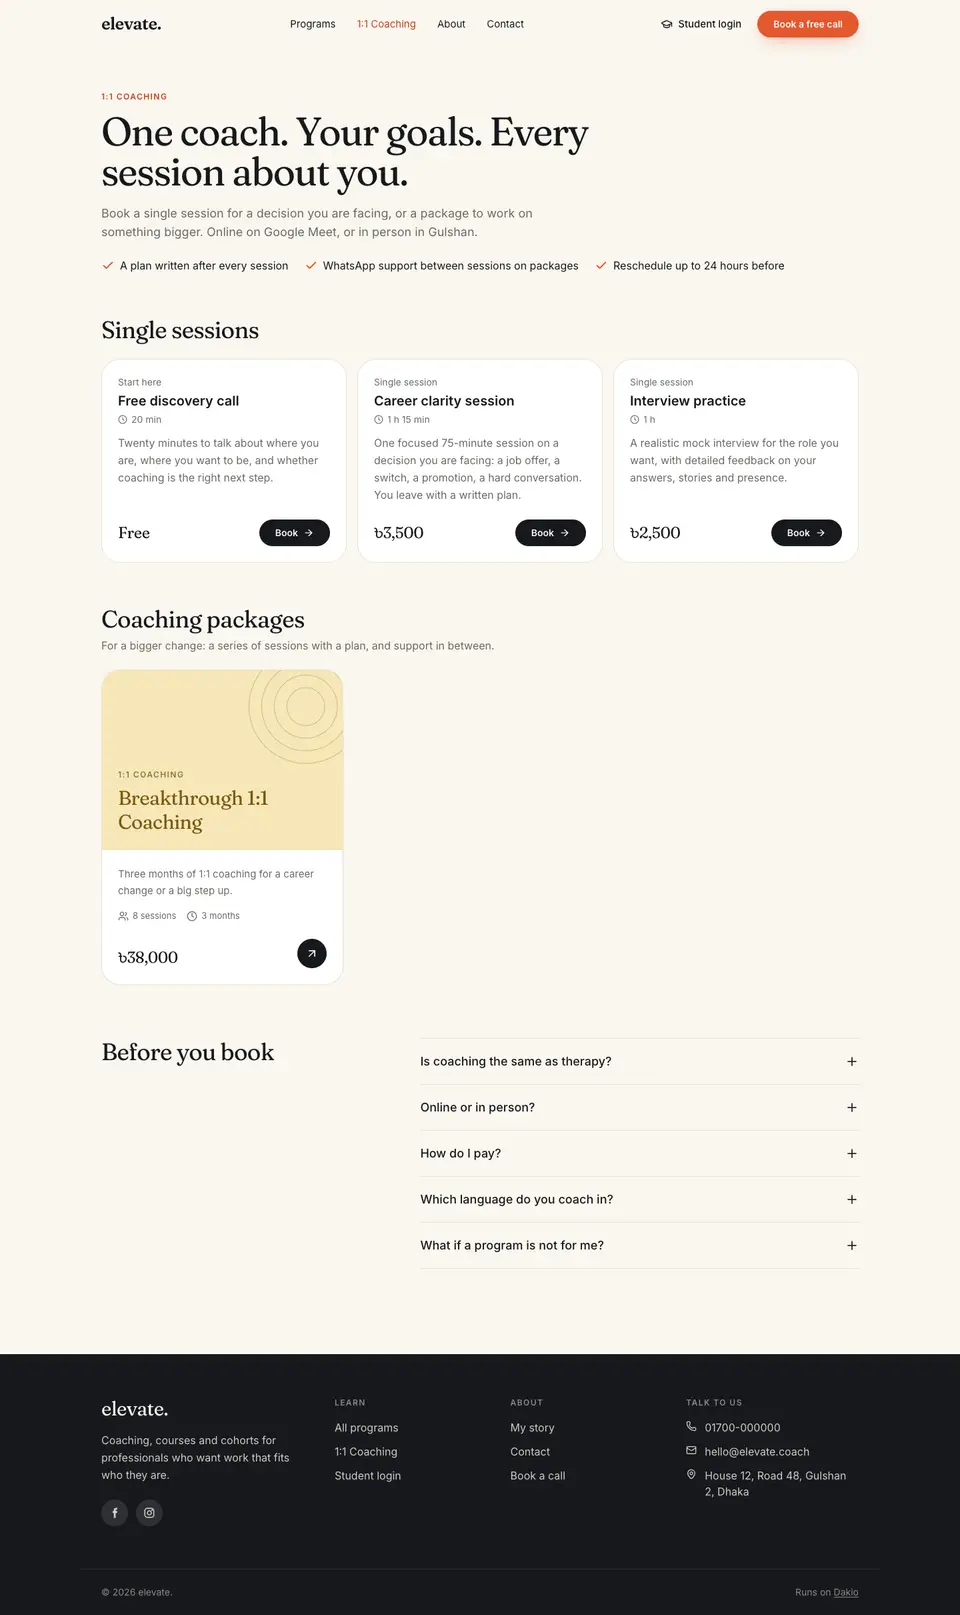 elevate.
Programs
1:1 Coaching
About
Contact
Student login
Book a free call
1:1 COACHING
One coach. Your goals. Every
session about you.
Book a single session for a decision you are facing, or a package to work on
something bigger. Online on Google Meet, or in person in Gulshan.
A plan written after every session
WhatsApp support between sessions on packages
Reschedule up to 24 hours before
Single sessions
Start here
Free discovery call
20 min
Twenty minutes to talk about where you
are, where you want to be, and whether
coaching is the right next step.
Free
Book
Single session
Career clarity session
1 h 15 min
One focused 75-minute session on a
decision you are facing: a job offer, a
switch, a promotion, a hard conversation.
You leave with a written plan.
৳3,500
Book
Single session
Interview practice
1 h
A realistic mock interview for the role you
want, with detailed feedback on your
answers, stories and presence.
৳2,500
Book
Coaching packages
For a bigger change: a series of sessions with a plan, and support in between.
1:1 COACHING
Breakthrough 1:1
Coaching
Three months of 1:1 coaching for a career
change or a big step up.
8 sessions
3 months
৳38,000
Before you book
Is coaching the same as therapy?
Online or in person?
How do I pay?
Which language do you coach in?
What if a program is not for me?
elevate.
Coaching, courses and cohorts for
professionals who want work that fits
who they are.
LEARN
All programs
1:1 Coaching
Student login
ABOUT
My story
Contact
Book a call
TALK TO US
01700-000000
hello@elevate.coach
House 12, Road 48, Gulshan
2, Dhaka
© 2026 elevate.
Runs on Dakio